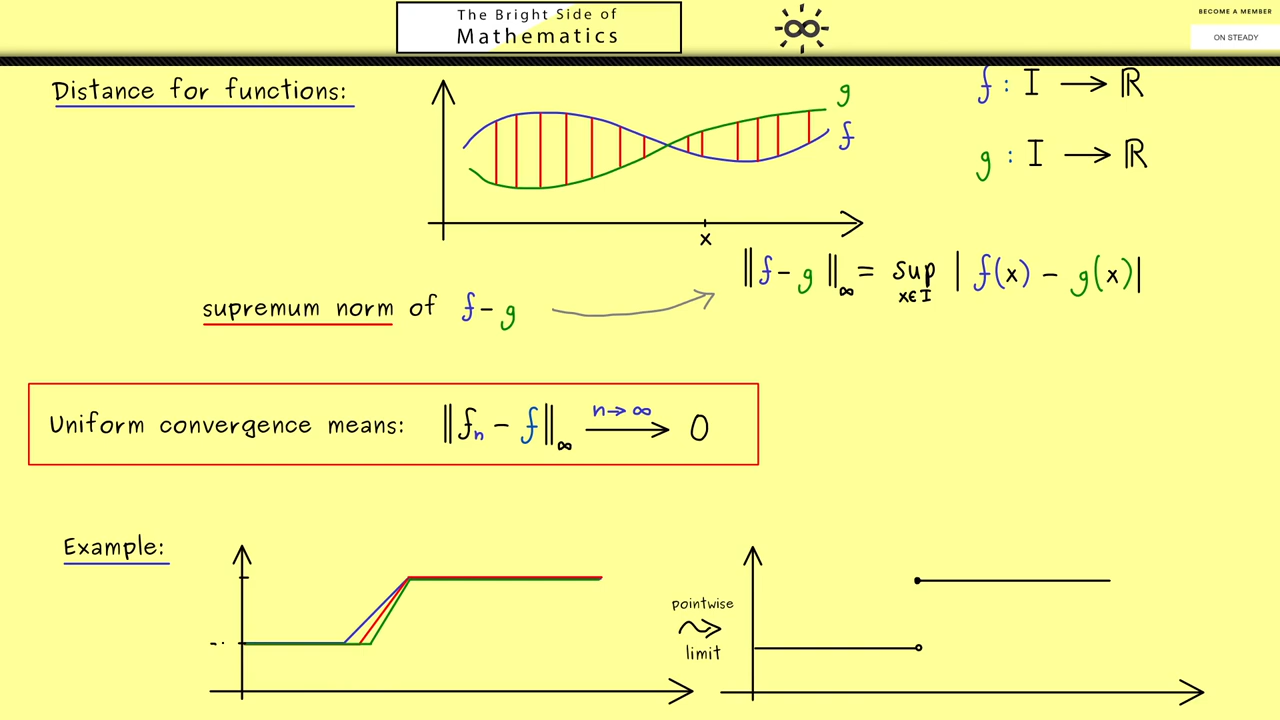 The Bright Side of
Mathematics
BECOME A MEMBER
ON STEADY
Distance for functions:
g
f
x
f : I → ℝ
g : I → ℝ
‖f - g‖∞ = sup x∈I | f(x) - g(x)|
supremum norm of f - g
Uniform convergence means: ‖fn - f‖∞ n→∞ ⟶ 0
Example:
pointwise
limit